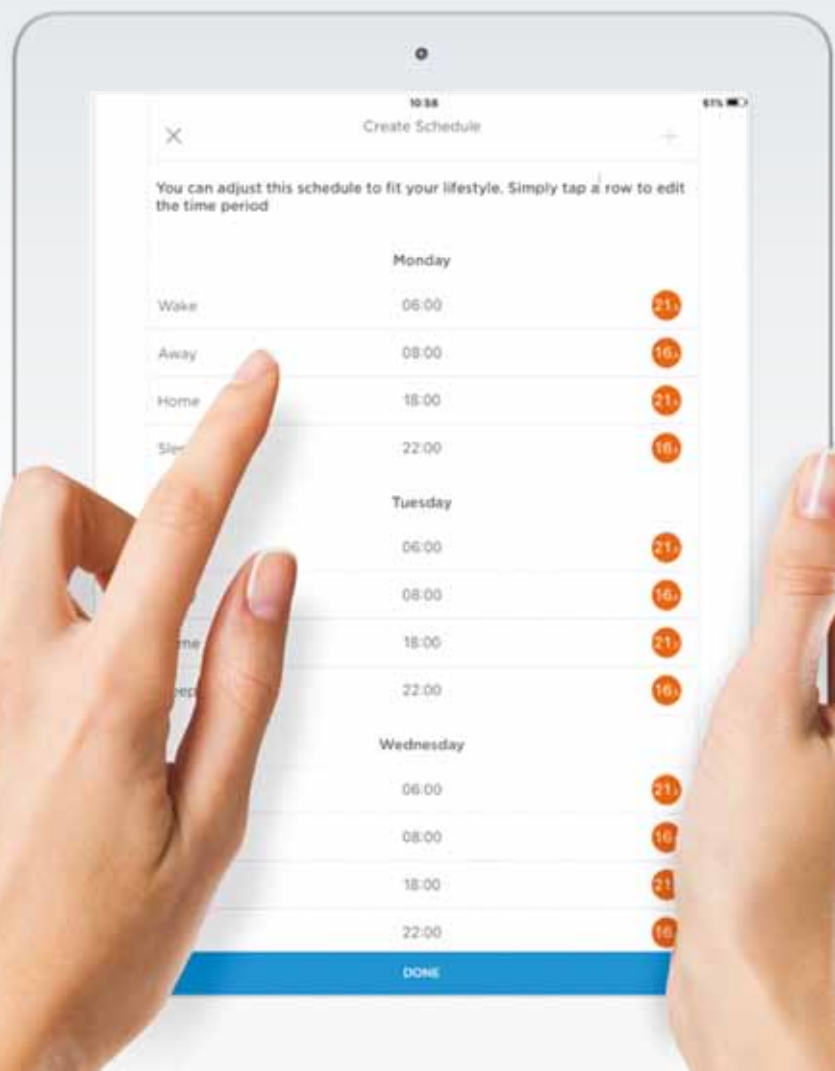 10:58
61%
Create Schedule
You can adjust this schedule to fit your lifestyle. Simply tap a row to edit
the time period
Monday
Wake 06:00 21
Away 08:00 16
Home 18:00 21
22:00 16
Tuesday
06:00 21
08:00 16
18:00 21
22:00 16
Wednesday
06:00 21
08:00 16
18:00 21
22:00 16
DONE